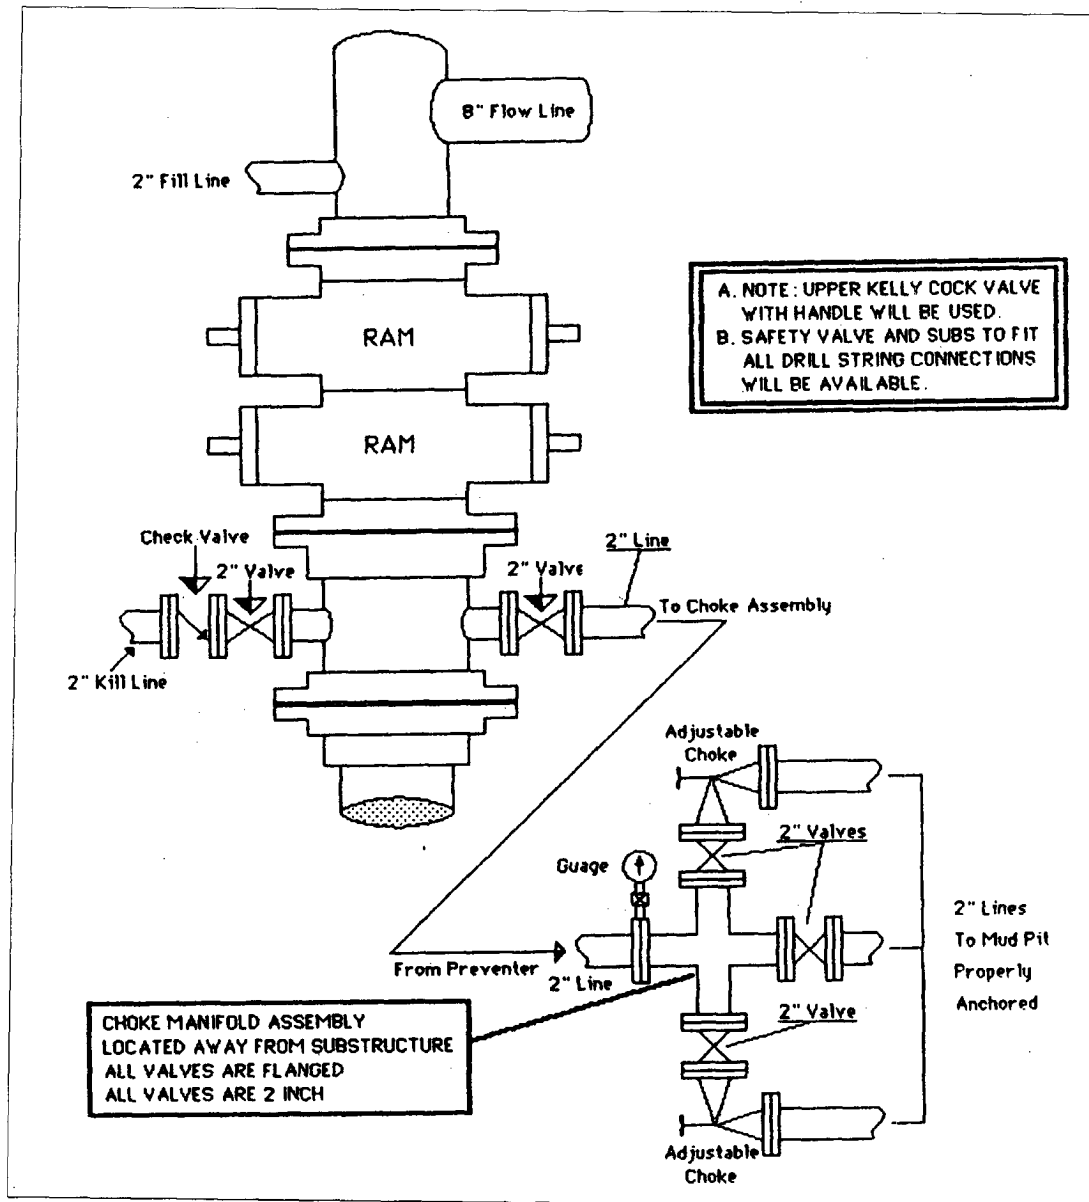 8" Flow Line
2" Fill Line
A. NOTE: UPPER KELLY COCK VALVE
WITH HANDLE WILL BE USED.
B. SAFETY VALVE AND SUBS TO FIT
ALL DRILL STRING CONNECTIONS
WILL BE AVAILABLE.
RAM
RAM
Check Valve
2" Valve
2" Valve
2" Line
To Choke Assembly
2" Kill Line
Adjustable
Choke
2" Valves
Guage
From Preventer
2" Line
2" Lines
To Mud Pit
Properly
Anchored
CHOKE MANIFOLD ASSEMBLY
LOCATED AWAY FROM SUBSTRUCTURE
ALL VALVES ARE FLANGED
ALL VALVES ARE 2 INCH
2" Valve
Adjustable
Choke